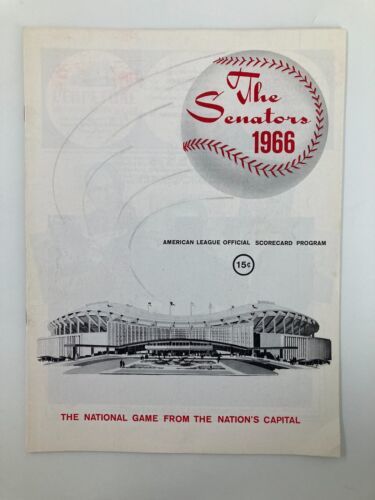 The
Senators
1966
AMERICAN LEAGUE OFFICIAL SCORECARD PROGRAM
15¢
THE NATIONAL GAME FROM THE NATION'S CAPITAL